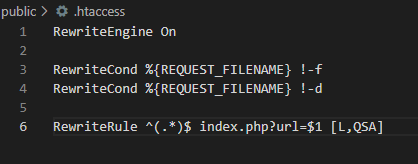 public > .htaccess
1 RewriteEngine On
2
3 RewriteCond %{REQUEST_FILENAME} !-f
4 RewriteCond %{REQUEST_FILENAME} !-d
5
6 RewriteRule ^(.*)$ index.php?url=$1 [L,QSA]